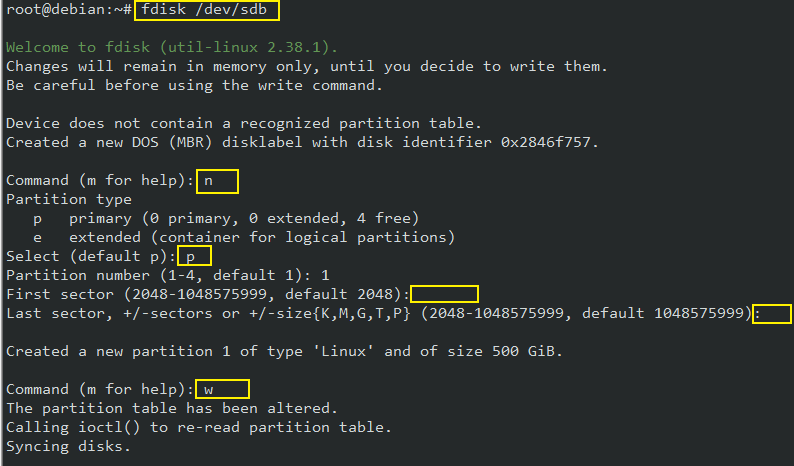 root@debian:~# fdisk /dev/sdb
Welcome to fdisk (util-linux 2.38.1).
Changes will remain in memory only, until you decide to write them.
Be careful before using the write command.
Device does not contain a recognized partition table.
Created a new DOS (MBR) disklabel with disk identifier 0x2846f757.
Command (m for help): n
Partition type
   p   primary (0 primary, 0 extended, 4 free)
   e   extended (container for logical partitions)
Select (default p): p
Partition number (1-4, default 1): 1
First sector (2048-1048575999, default 2048):
Last sector, +/-sectors or +/-size{K,M,G,T,P} (2048-1048575999, default 1048575999):
Created a new partition 1 of type 'Linux' and of size 500 GiB.
Command (m for help): w
The partition table has been altered.
Calling ioctl() to re-read partition table.
Syncing disks.